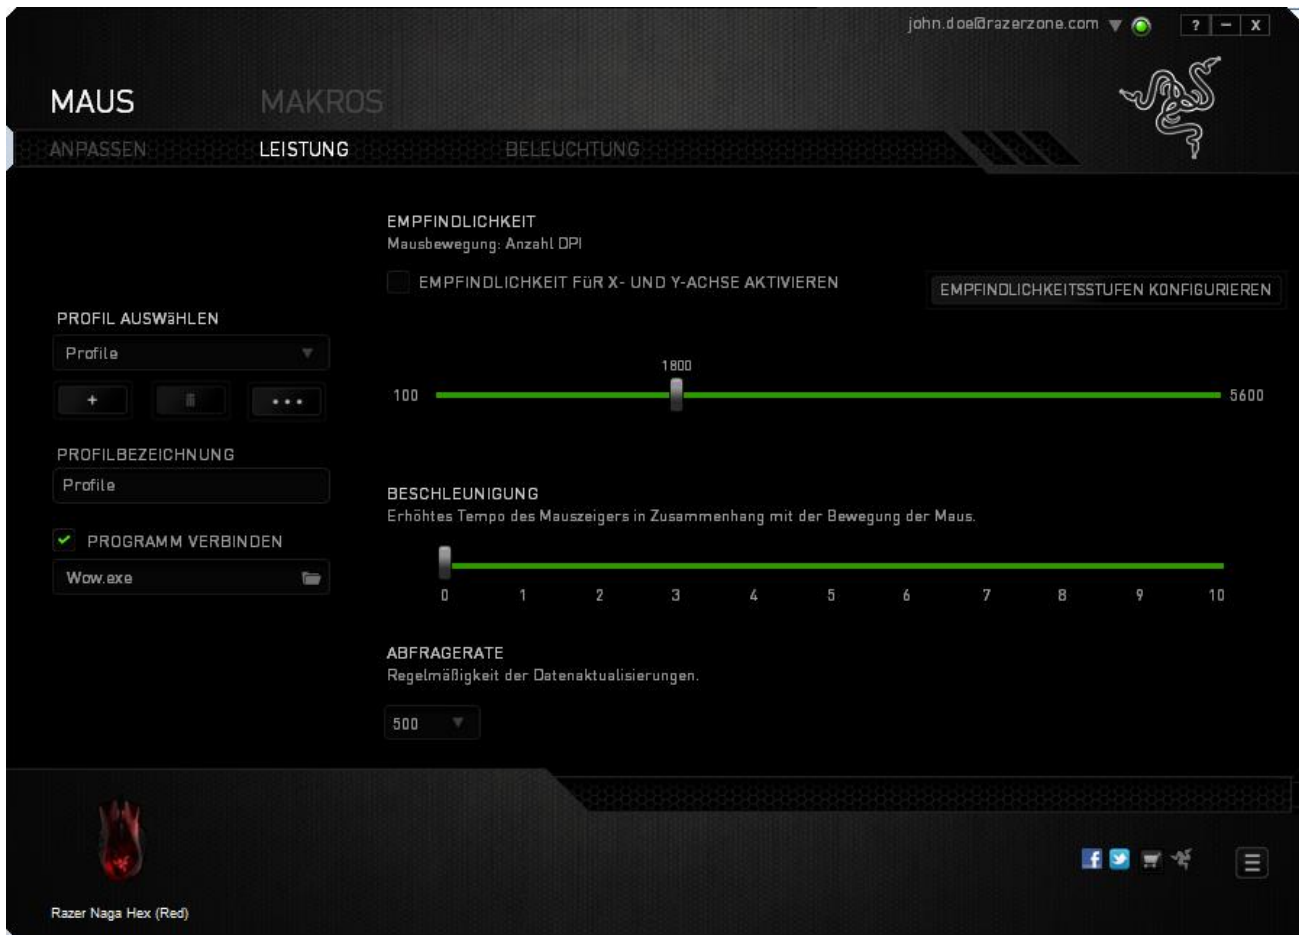 john.doe@razerzone.com
? – X
MAUS MAKROS
ANPASSEN LEISTUNG BELEUCHTUNG
EMPFINDLICHKEIT
Mausbewegung: Anzahl DPI
EMPFINDLICHKEIT FüR X- UND Y-ACHSE AKTIVIEREN
EMPFINDLICHKEITSSTUFEN KONFIGURIEREN
PROFIL AUSWäHLEN
Profile
+ •••
1800
100 5600
PROFILBEZEICHNUNG
Profile
BESCHLEUNIGUNG
Erhöhtes Tempo des Mauszeigers in Zusammenhang mit der Bewegung der Maus.
PROGRAMM VERBINDEN
Wow.exe
0 1 2 3 4 5 6 7 8 9 10
ABFRAGERATE
Regelmäßigkeit der Datenaktualisierungen.
500
Razer Naga Hex (Red)